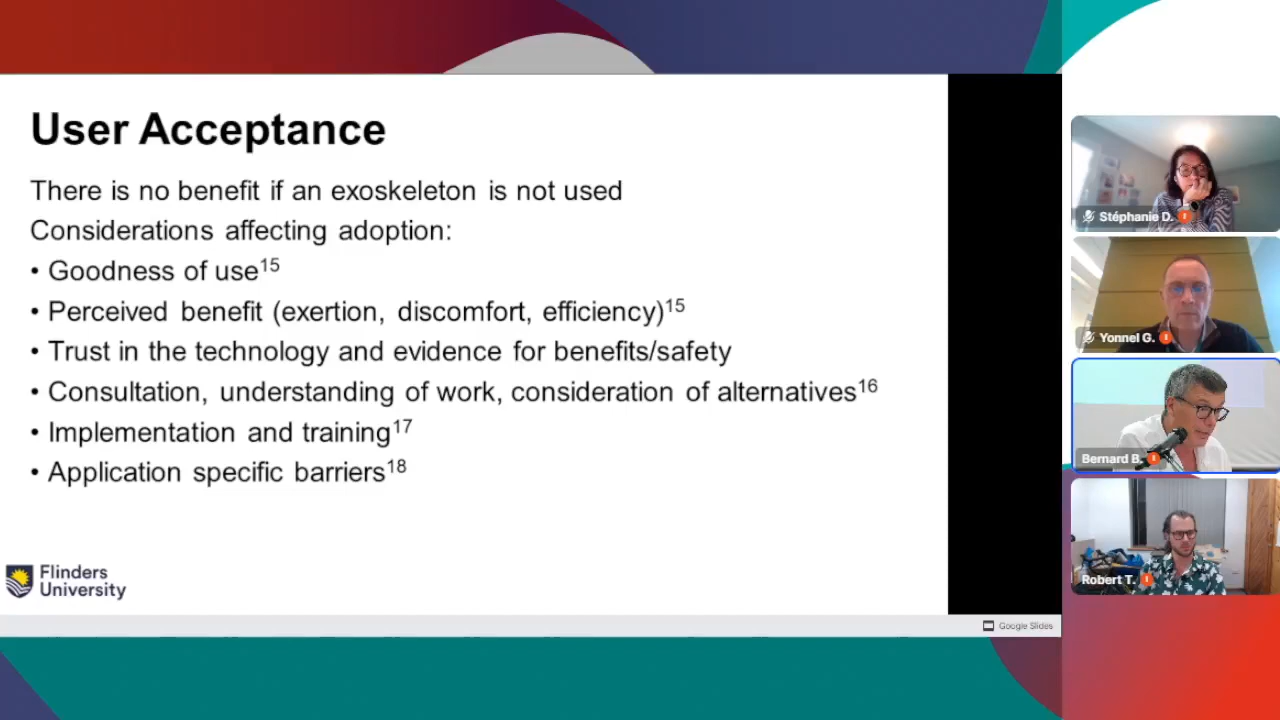 User Acceptance
There is no benefit if an exoskeleton is not used
Considerations affecting adoption:
• Goodness of use15
• Perceived benefit (exertion, discomfort, efficiency)15
• Trust in the technology and evidence for benefits/safety
• Consultation, understanding of work, consideration of alternatives16
• Implementation and training17
• Application specific barriers18
Flinders
University
Google Slides
Stéphanie D.
Yonnel G.
Bernard B.
Robert T.